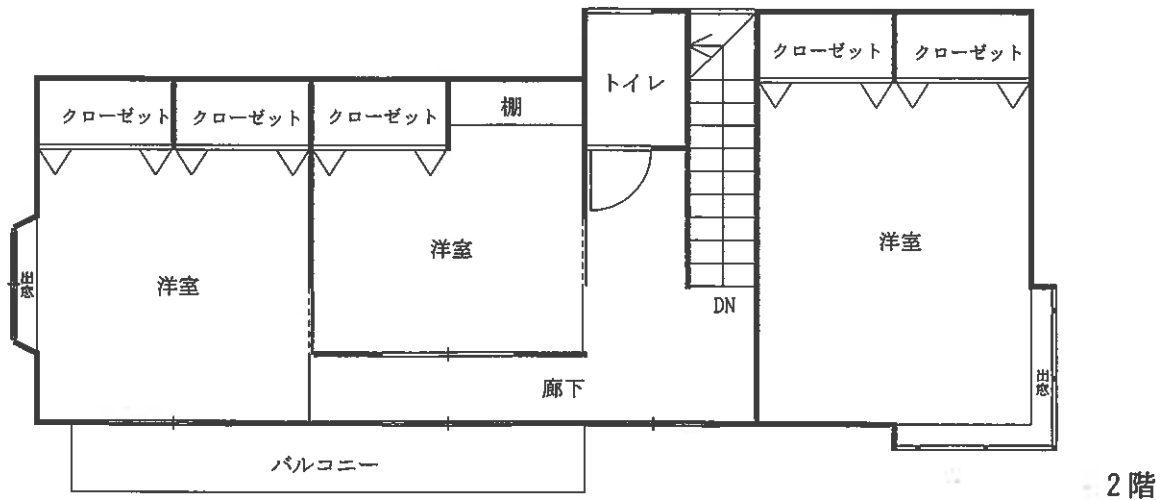 クローゼット
クローゼット
トイレ
棚
クローゼット
クローゼット
クローゼット
洋室
洋室
洋室
出窓
DN
廊下
出窓
バルコニー
2階